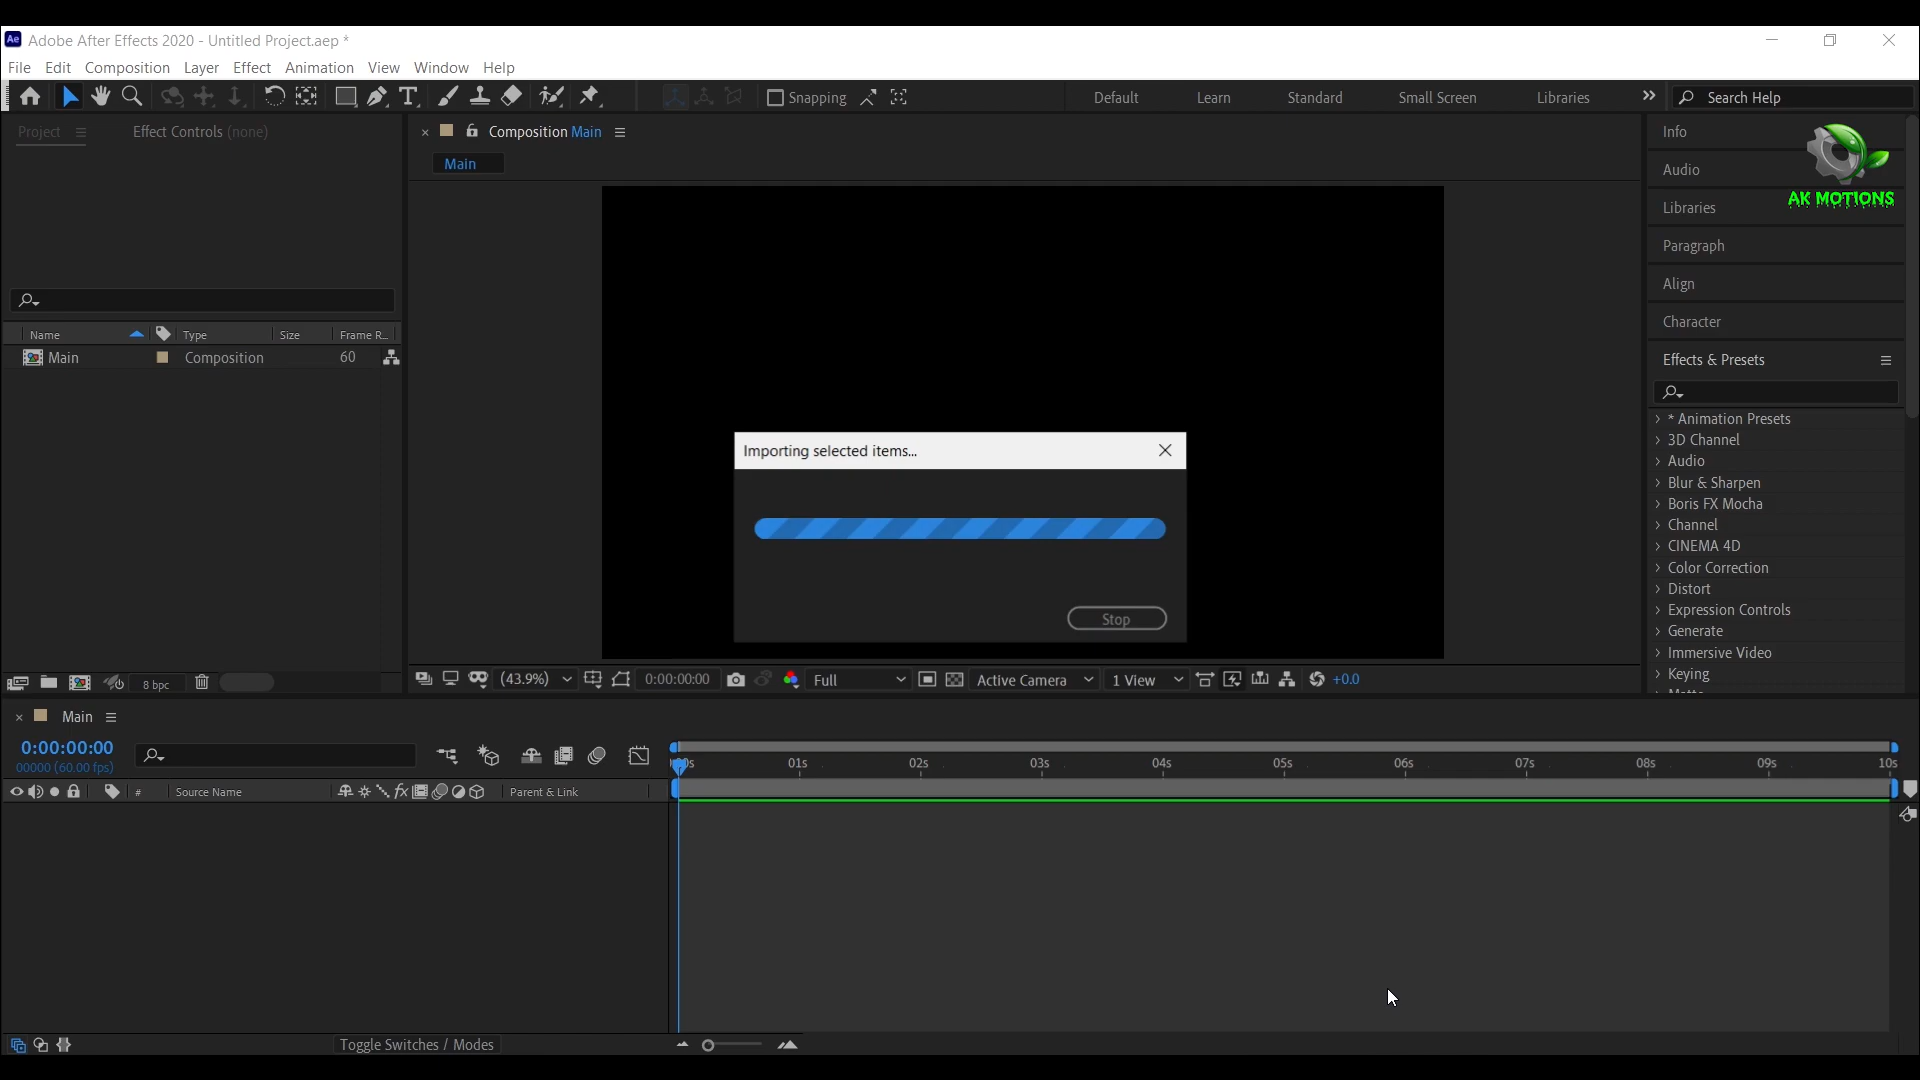 Ae Adobe After Effects 2020 - Untitled Project.aep *
File Edit Composition Layer Effect Animation View Window Help
Snapping Default Learn Standard Small Screen Libraries Search Help
Project Effect Controls (none)
Composition Main
Main
Info
Audio
Libraries
Paragraph
Align
Character
AK MOTIONS
Name Type Size Frame R...
Main Composition 60
Importing selected items...
Stop
Effects & Presets
* Animation Presets
3D Channel
Audio
Blur & Sharpen
Boris FX Mocha
Channel
CINEMA 4D
Color Correction
Distort
Expression Controls
Generate
Immersive Video
Keying
Matte
8 bpc
(43.9%) 0:00:00:00 Full Active Camera 1 View +0.0
Main
0:00:00:00
00000 (60.00 fps)
01s 02s 03s 04s 05s 06s 07s 08s 09s 10s
# Source Name fx Parent & Link
Toggle Switches / Modes